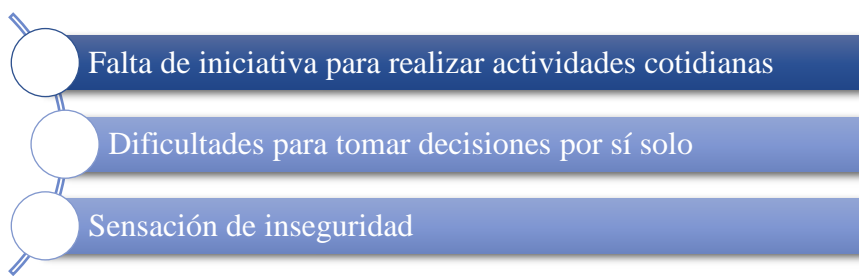 Falta de iniciativa para realizar actividades cotidianas
Dificultades para tomar decisiones por sí solo
Sensación de inseguridad